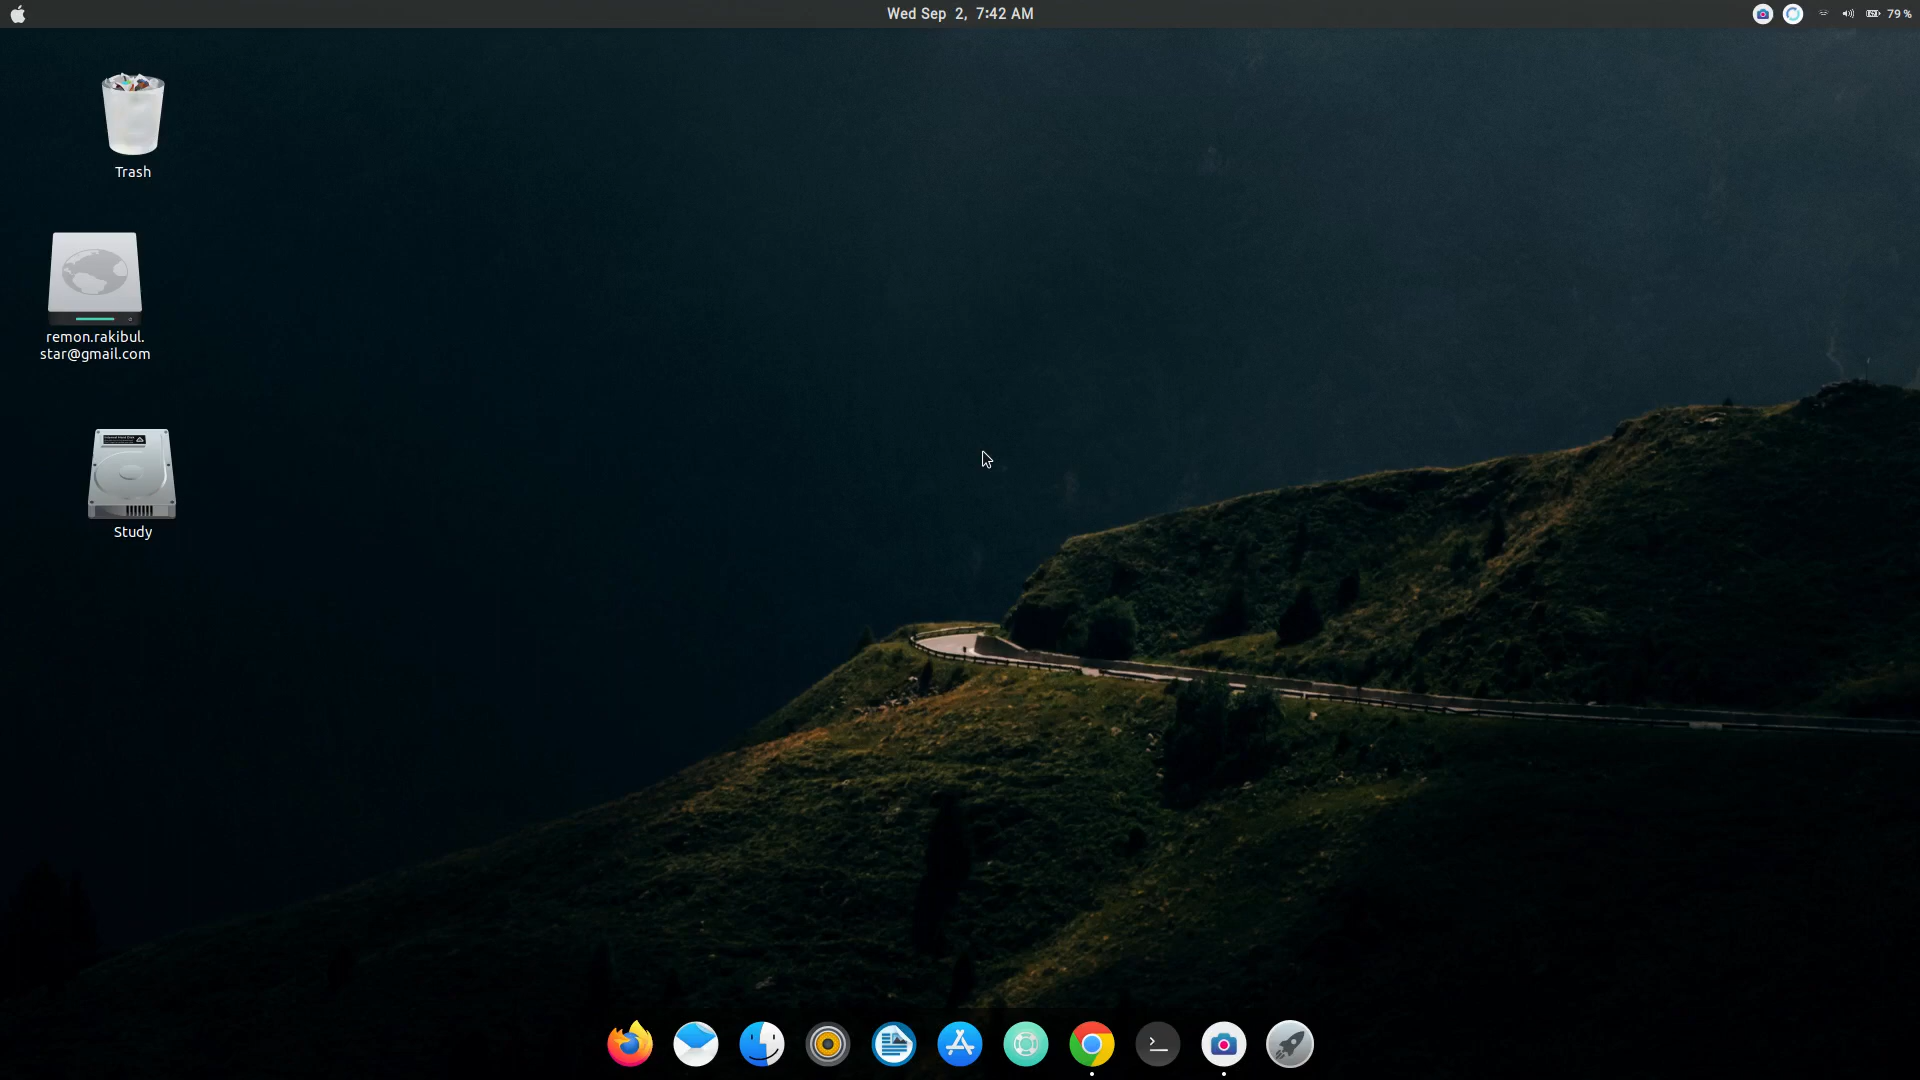 Wed Sep 2, 7:42 AM
79 %
Trash
remon.rakibul.
star@gmail.com
Study